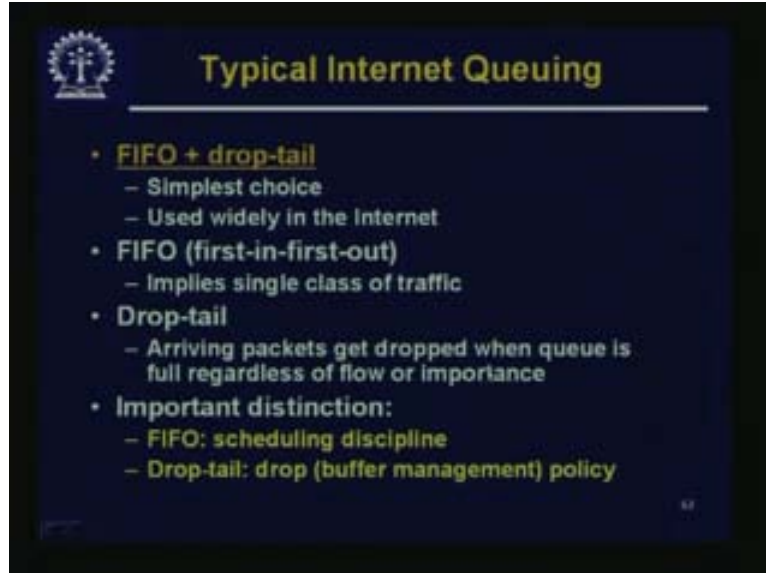 Typical Internet Queuing
• FIFO + drop-tail
– Simplest choice
– Used widely in the Internet
• FIFO (first-in-first-out)
– Implies single class of traffic
• Drop-tail
– Arriving packets get dropped when queue is
full regardless of flow or importance
• Important distinction:
– FIFO: scheduling discipline
– Drop-tail: drop (buffer management) policy